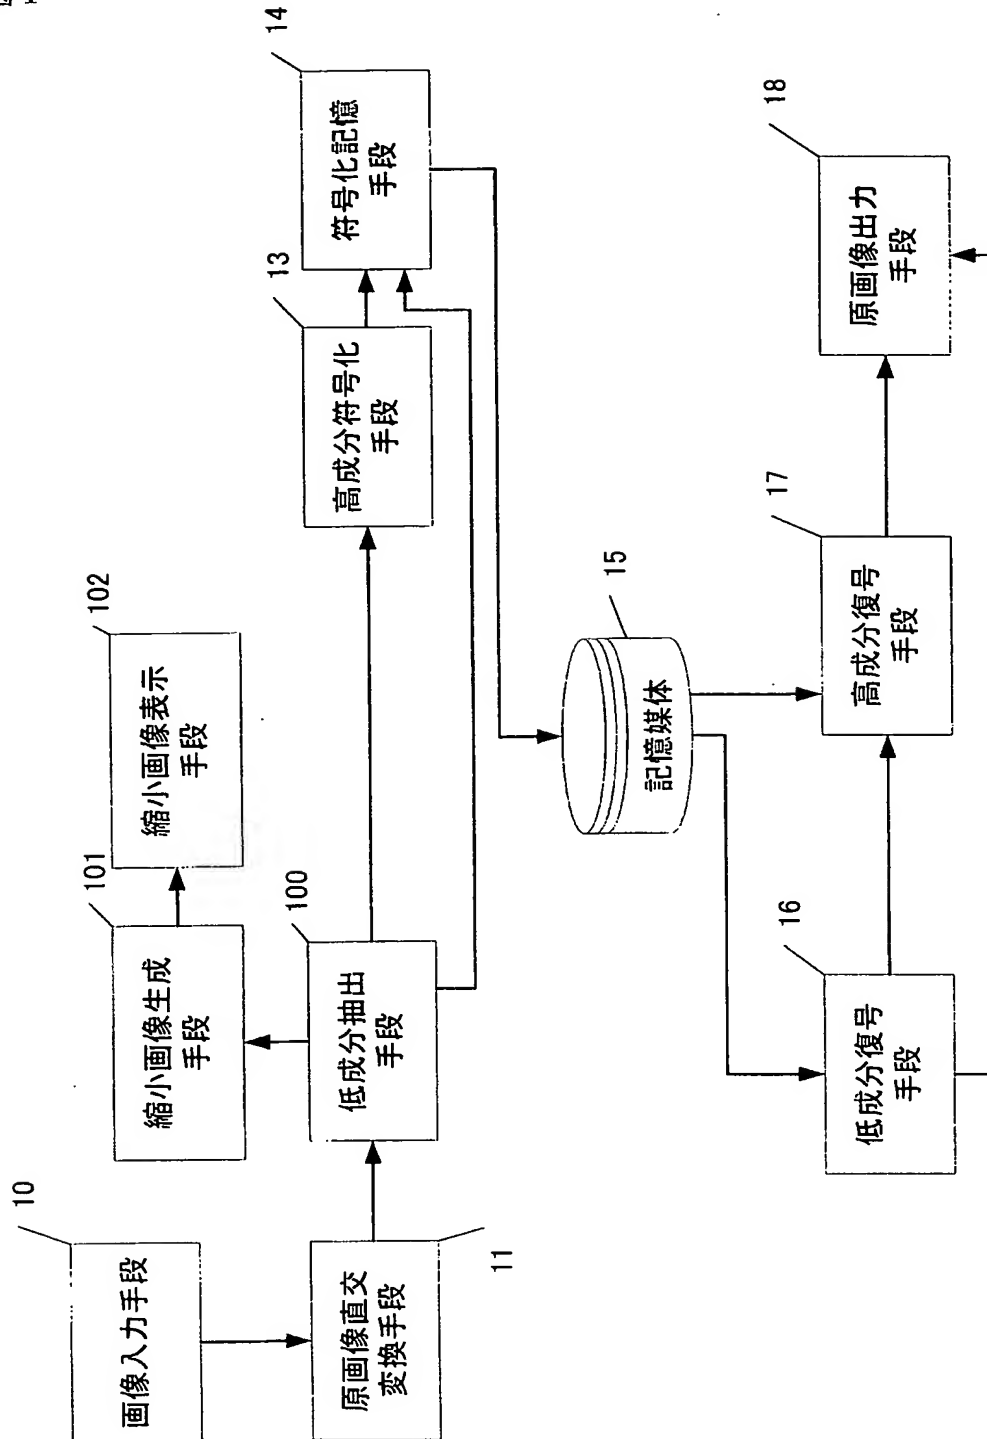 10
画像入力手段
11
原画像直交
変換手段
101
縮小画像生成
手段
102
縮小画像表示
手段
100
低成分抽出
手段
13
高成分符号化
手段
14
符号化記憶
手段
15
記憶媒体
16
低成分復号
手段
17
高成分復号
手段
18
原画像出力
手段